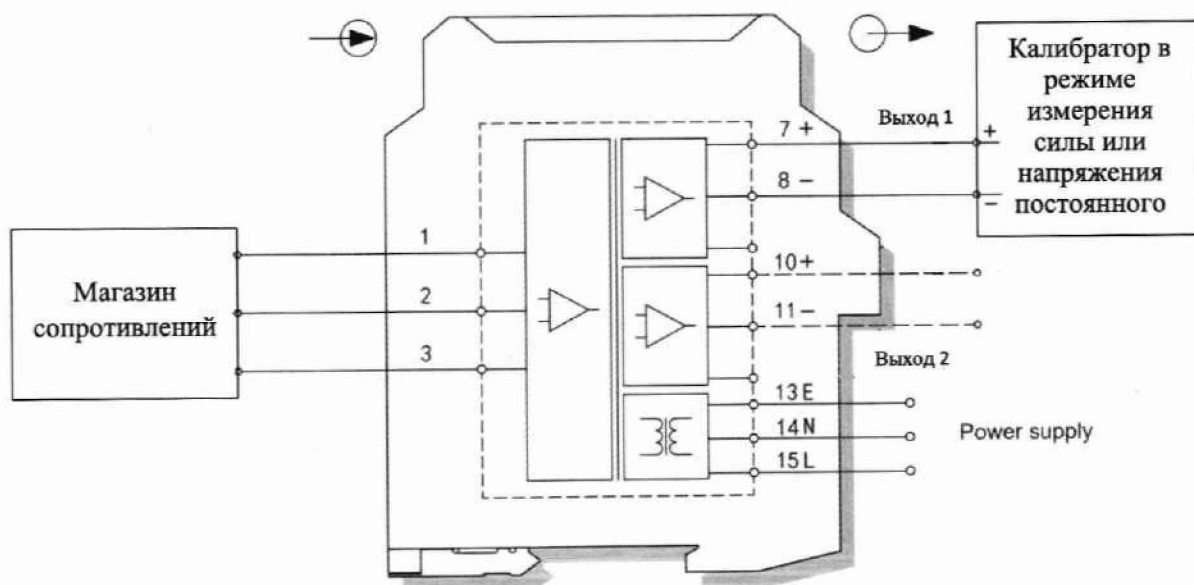 Магазин
сопротивлений
1
2
3
7 +
8 -
10 +
11 -
13 E
14 N
15 L
Выход 1
Выход 2
Power supply
Калибратор в
режиме
измерения
силы или
напряжения
постоянного
+
-